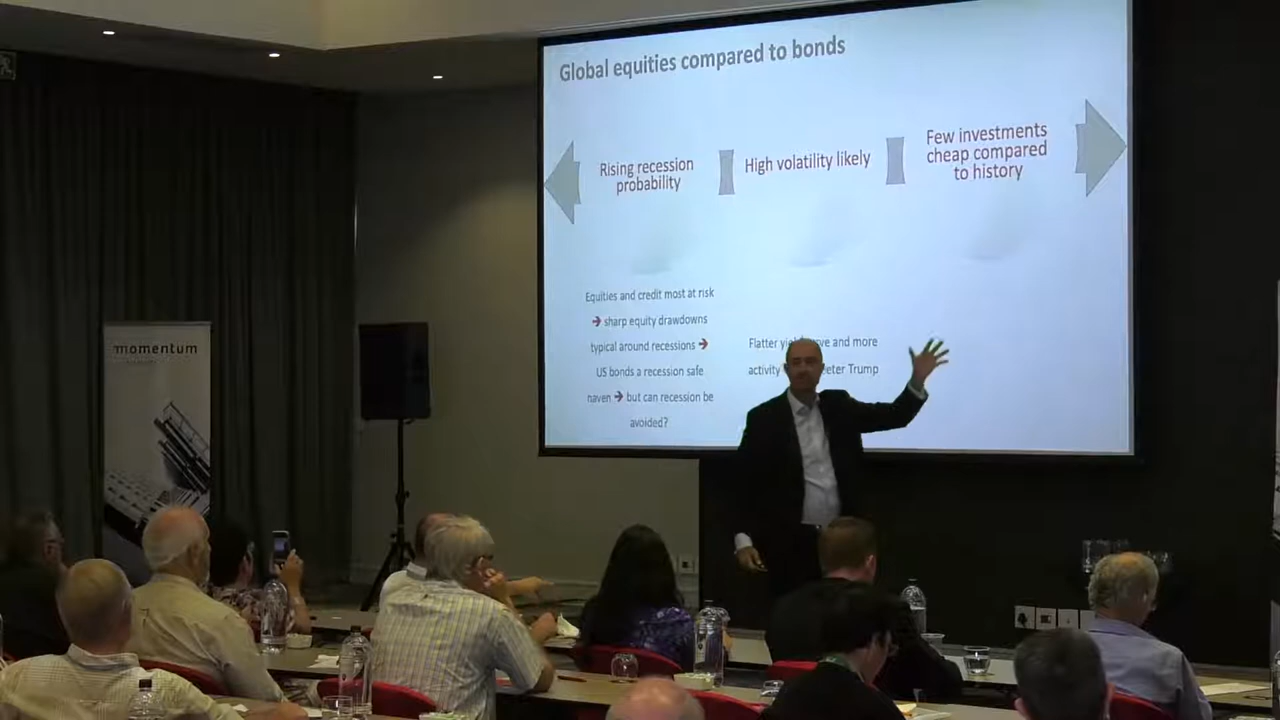 Global equities compared to bonds
Rising recession
probability
High volatility likely
Few investments
cheap compared
to history
Equities and credit most at risk
➔ sharp equity drawdowns
typical around recessions ➔
US bonds a recession safe
haven ➔ but can recession be
avoided?
Flatter and more
activity eter Trump
momentum